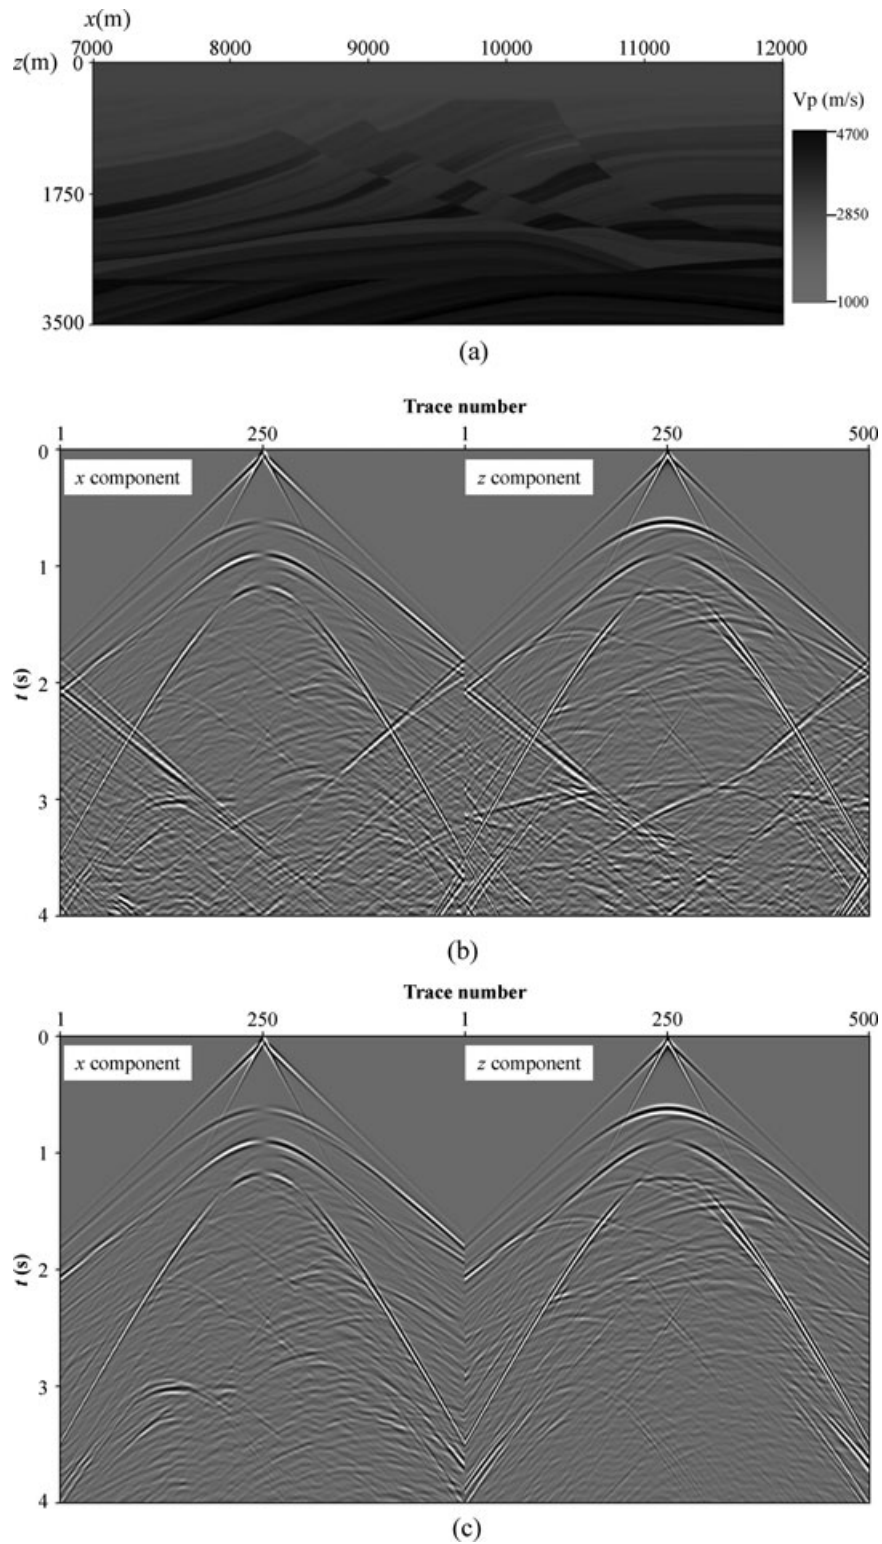 x(m)
7000 8000 9000 10000 11000 12000
z(m) 0
Vp (m/s)
4700
1750
2850
1000
3500
(a)
Trace number
1 250 1 250 500
0
x component z component
1
t (s)
2
3
4
(b)
Trace number
1 250 1 250 500
0
x component z component
1
t (s)
2
3
4
(c)